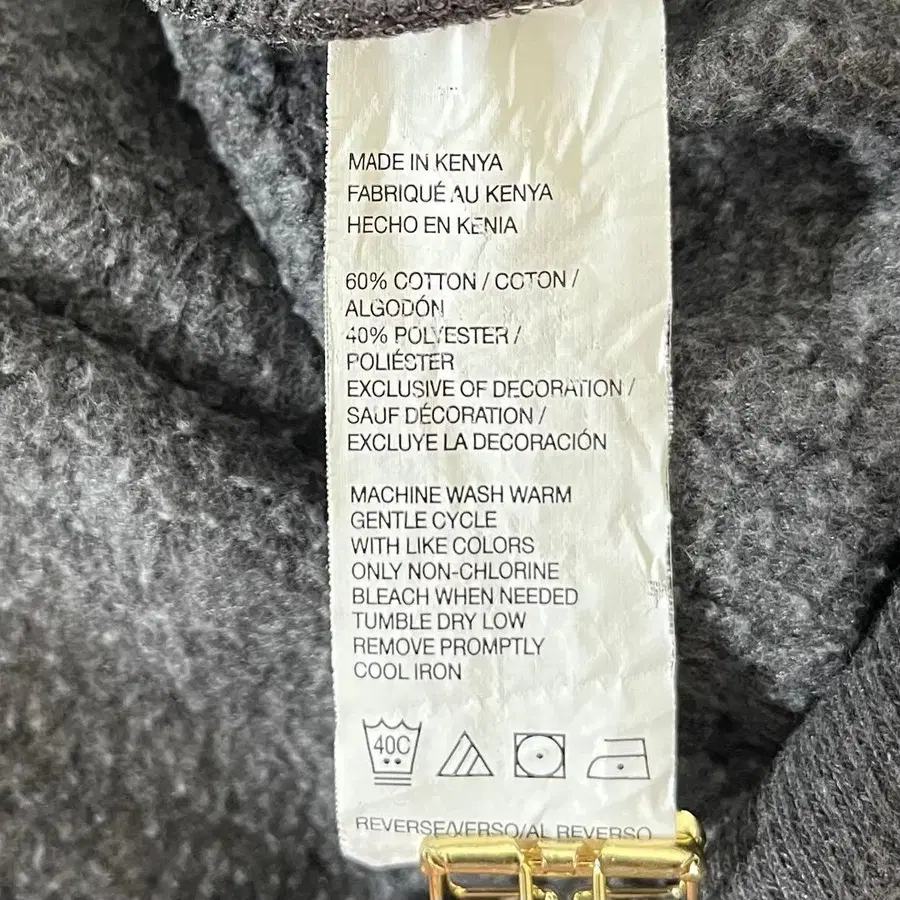 MADE IN KENYA
FABRIQUÉ AU KENYA
HECHO EN KENIA
60% COTTON / COTON /
ALGODÓN
40% POLYESTER /
POLIÉSTER
EXCLUSIVE OF DECORATION /
SAUF DÉCORATION /
EXCLUYE LA DECORACIÓN
MACHINE WASH WARM
GENTLE CYCLE
WITH LIKE COLORS
ONLY NON-CHLORINE
BLEACH WHEN NEEDED
TUMBLE DRY LOW
REMOVE PROMPTLY
COOL IRON
40C
REVERSE/VERSO/AL REVERSO